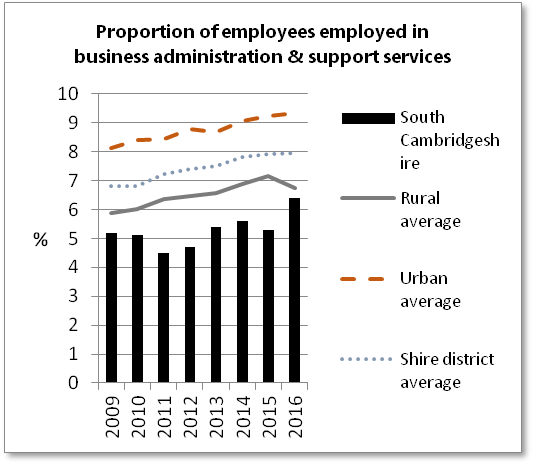 Proportion of employees employed in
business administration & support services
10
9
8
7
6
5
4
3
2
1
0
%
2009
2010
2011
2012
2013
2014
2015
2016
South
Cambridgesh
ire
Rural
average
Urban
average
Shire district
average